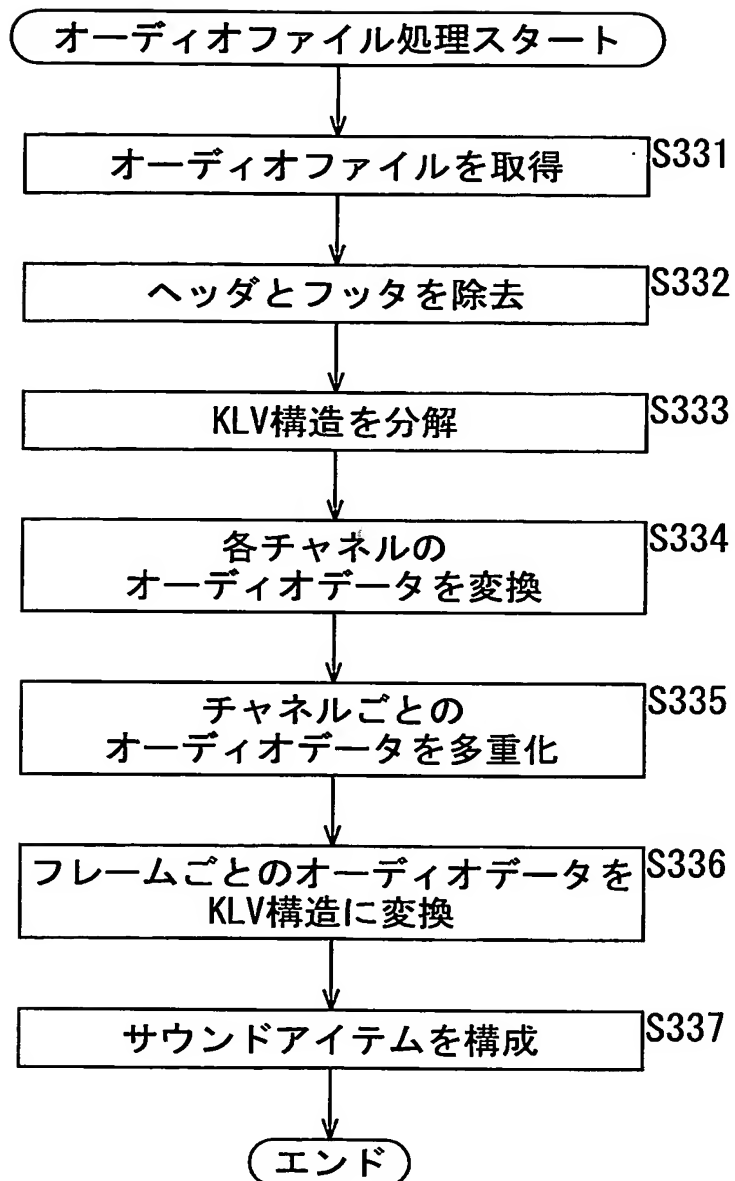 オーディオファイル処理スタート
オーディオファイルを取得
S331
ヘッダとフッタを除去
S332
KLV構造を分解
S333
各チャネルの
オーディオデータを変換
S334
チャネルごとの
オーディオデータを多重化
S335
フレームごとのオーディオデータを
KLV構造に変換
S336
サウンドアイテムを構成
S337
エンド